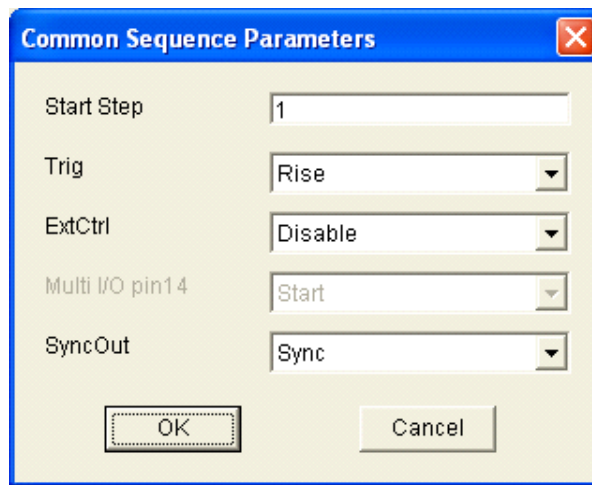 Common Sequence Parameters
Start Step 1
Trig Rise
ExtCtrl Disable
Multi I/O pin14 Start
SyncOut Sync
OK Cancel